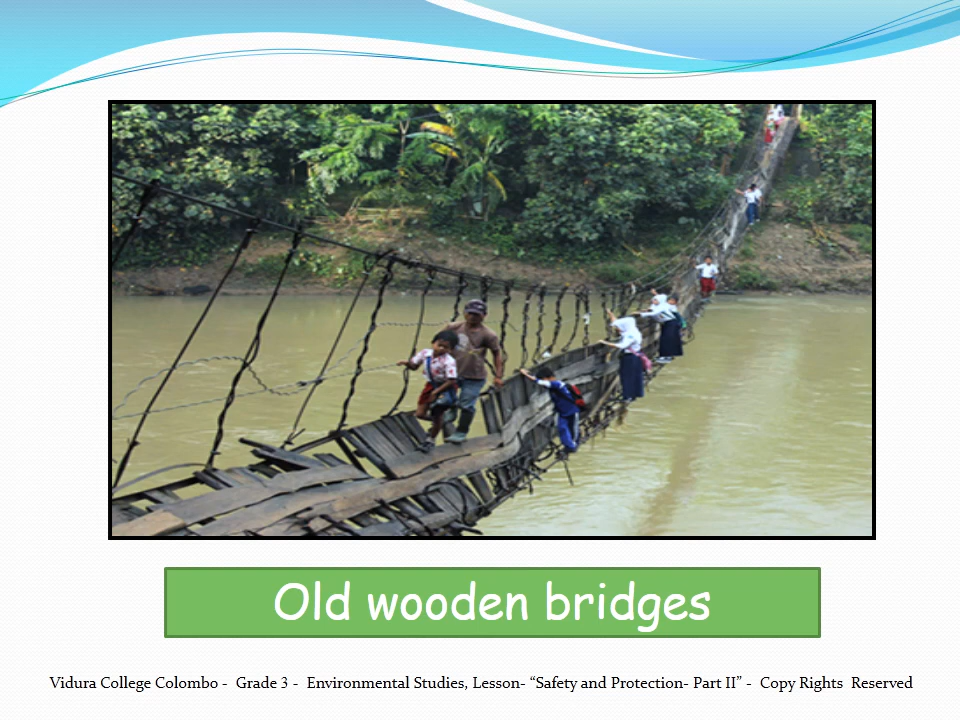 Old wooden bridges
Vidura College Colombo - Grade 3 - Environmental Studies, Lesson- “Safety and Protection- Part II” - Copy Rights Reserved